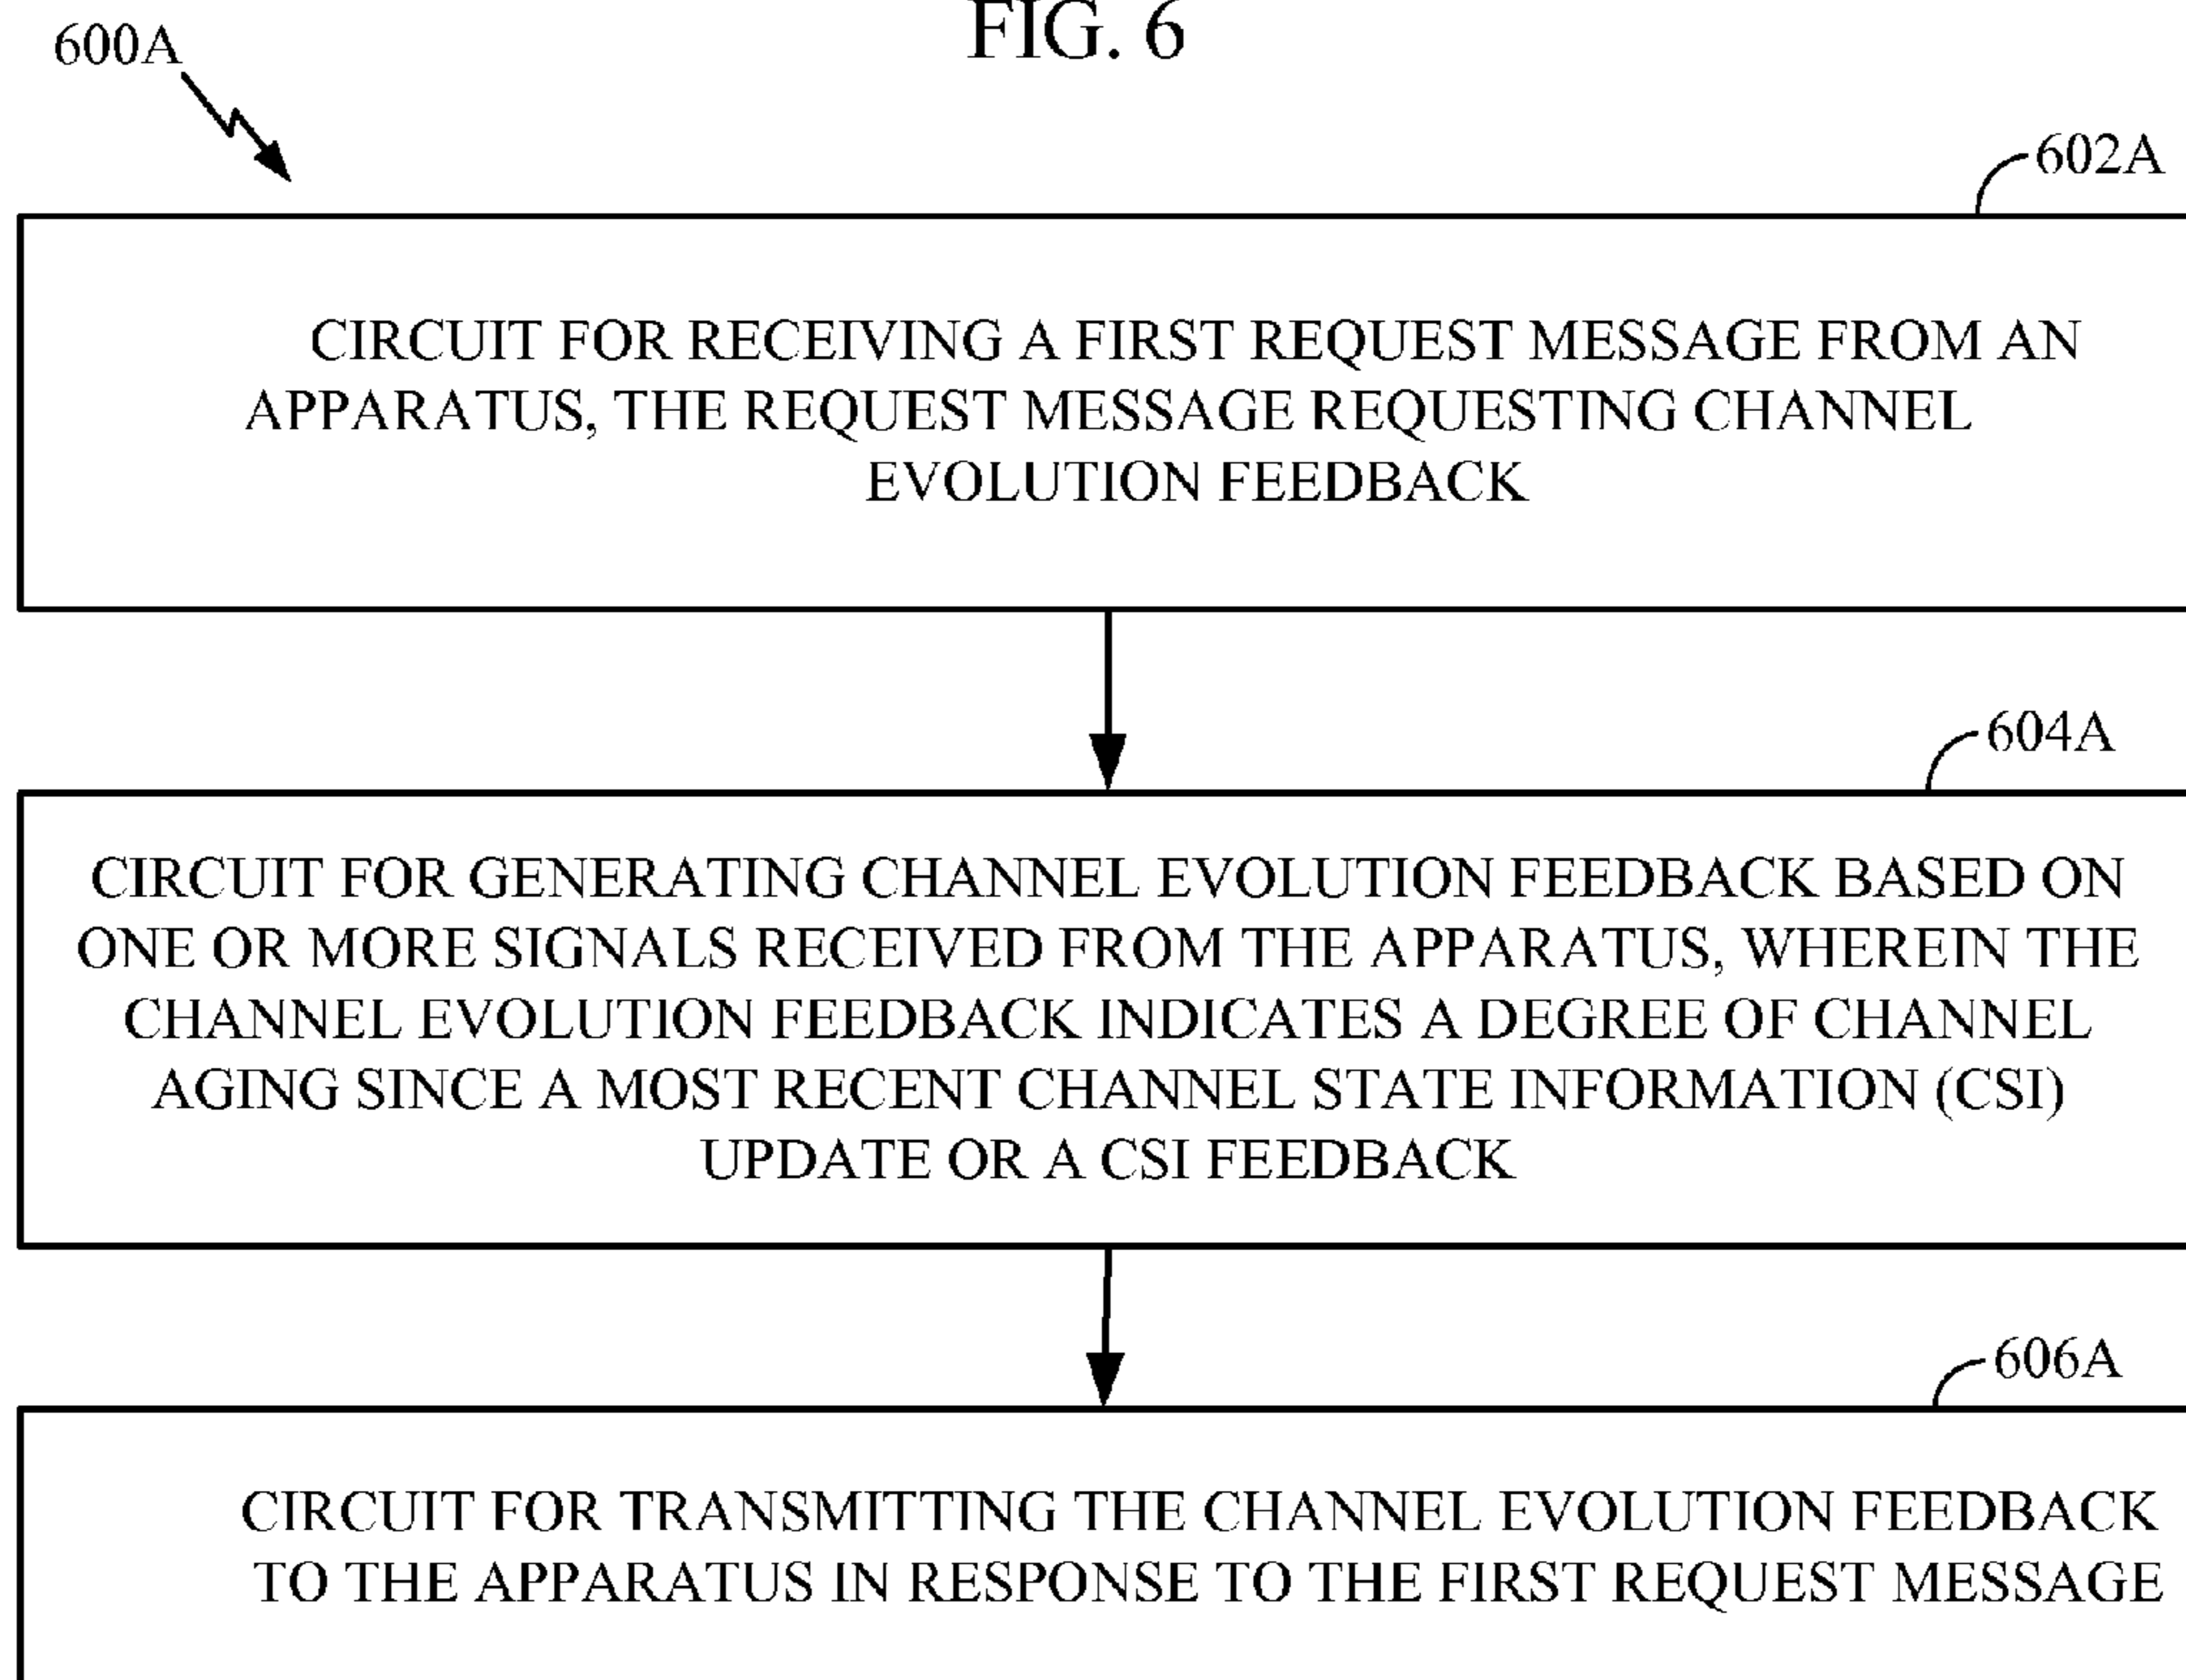 FIG. 6
600A
602A
CIRCUIT FOR RECEIVING A FIRST REQUEST MESSAGE FROM AN
APPARATUS, THE REQUEST MESSAGE REQUESTING CHANNEL
EVOLUTION FEEDBACK
604A
CIRCUIT FOR GENERATING CHANNEL EVOLUTION FEEDBACK BASED ON
ONE OR MORE SIGNALS RECEIVED FROM THE APPARATUS, WHEREIN THE
CHANNEL EVOLUTION FEEDBACK INDICATES A DEGREE OF CHANNEL
AGING SINCE A MOST RECENT CHANNEL STATE INFORMATION (CSI)
UPDATE OR A CSI FEEDBACK
606A
CIRCUIT FOR TRANSMITTING THE CHANNEL EVOLUTION FEEDBACK
TO THE APPARATUS IN RESPONSE TO THE FIRST REQUEST MESSAGE